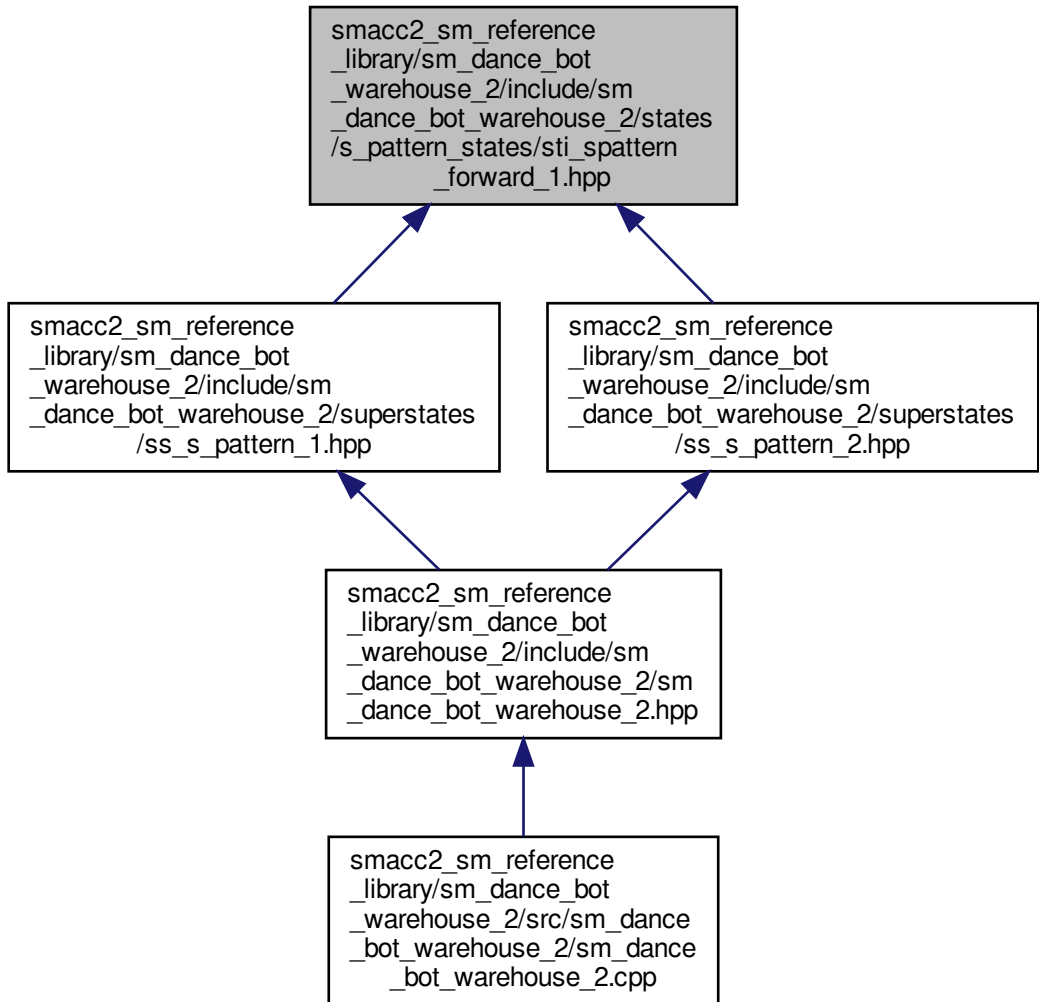 smacc2_sm_reference
_library/sm_dance_bot
_warehouse_2/include/sm
_dance_bot_warehouse_2/states
/s_pattern_states/sti_spattern
_forward_1.hpp
smacc2_sm_reference
_library/sm_dance_bot
_warehouse_2/include/sm
_dance_bot_warehouse_2/superstates
/ss_s_pattern_1.hpp
smacc2_sm_reference
_library/sm_dance_bot
_warehouse_2/include/sm
_dance_bot_warehouse_2/superstates
/ss_s_pattern_2.hpp
smacc2_sm_reference
_library/sm_dance_bot
_warehouse_2/include/sm
_dance_bot_warehouse_2/sm
_dance_bot_warehouse_2.hpp
smacc2_sm_reference
_library/sm_dance_bot
_warehouse_2/src/sm_dance
_bot_warehouse_2/sm_dance
_bot_warehouse_2.cpp